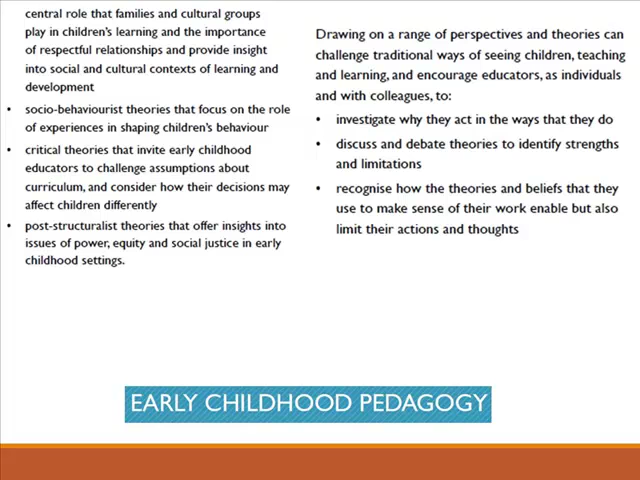 central role that families and cultural groups
play in children's learning and the importance
of respectful relationships and provide insight
into social and cultural contexts of learning and
development
• socio-behaviourist theories that focus on the role
of experiences in shaping children's behaviour
• critical theories that invite early childhood
educators to challenge assumptions about
curriculum, and consider how their decisions may
affect children differently
• post-structuralist theories that offer insights into
issues of power, equity and social justice in early
childhood settings.
Drawing on a range of perspectives and theories can
challenge traditional ways of seeing children, teaching
and learning, and encourage educators, as individuals
and with colleagues, to:
• investigate why they act in the ways that they do
• discuss and debate theories to identify strengths
and limitations
• recognise how the theories and beliefs that they
use to make sense of their work enable but also
limit their actions and thoughts
EARLY CHILDHOOD PEDAGOGY